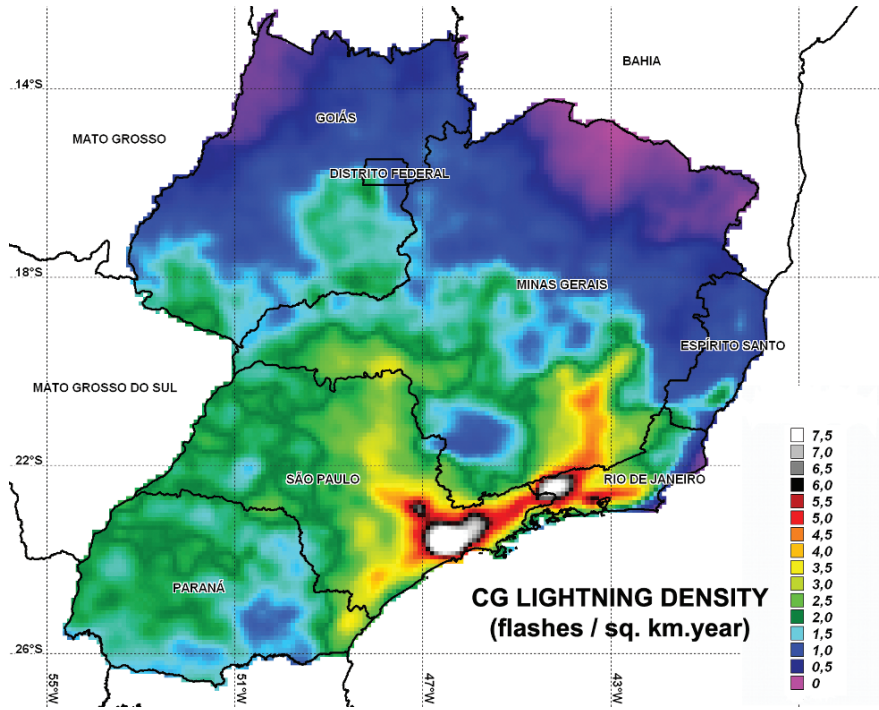 BAHIA
14°S
GOIÁS
MATO GROSSO
DISTRITO FEDERAL
18°S
MINAS GERAIS
ESPÍRITO SANTO
MATO GROSSO DO SUL
22°S
SÃO PAULO
RIO DE JANEIRO
PARANÁ
CG LIGHTNING DENSITY
(flashes / sq. km.year)
7,5
7,0
6,5
6,0
5,5
5,0
4,5
4,0
3,5
3,0
2,5
2,0
1,5
1,0
0,5
0
26°S
55°W
51°W
47°W
43°W